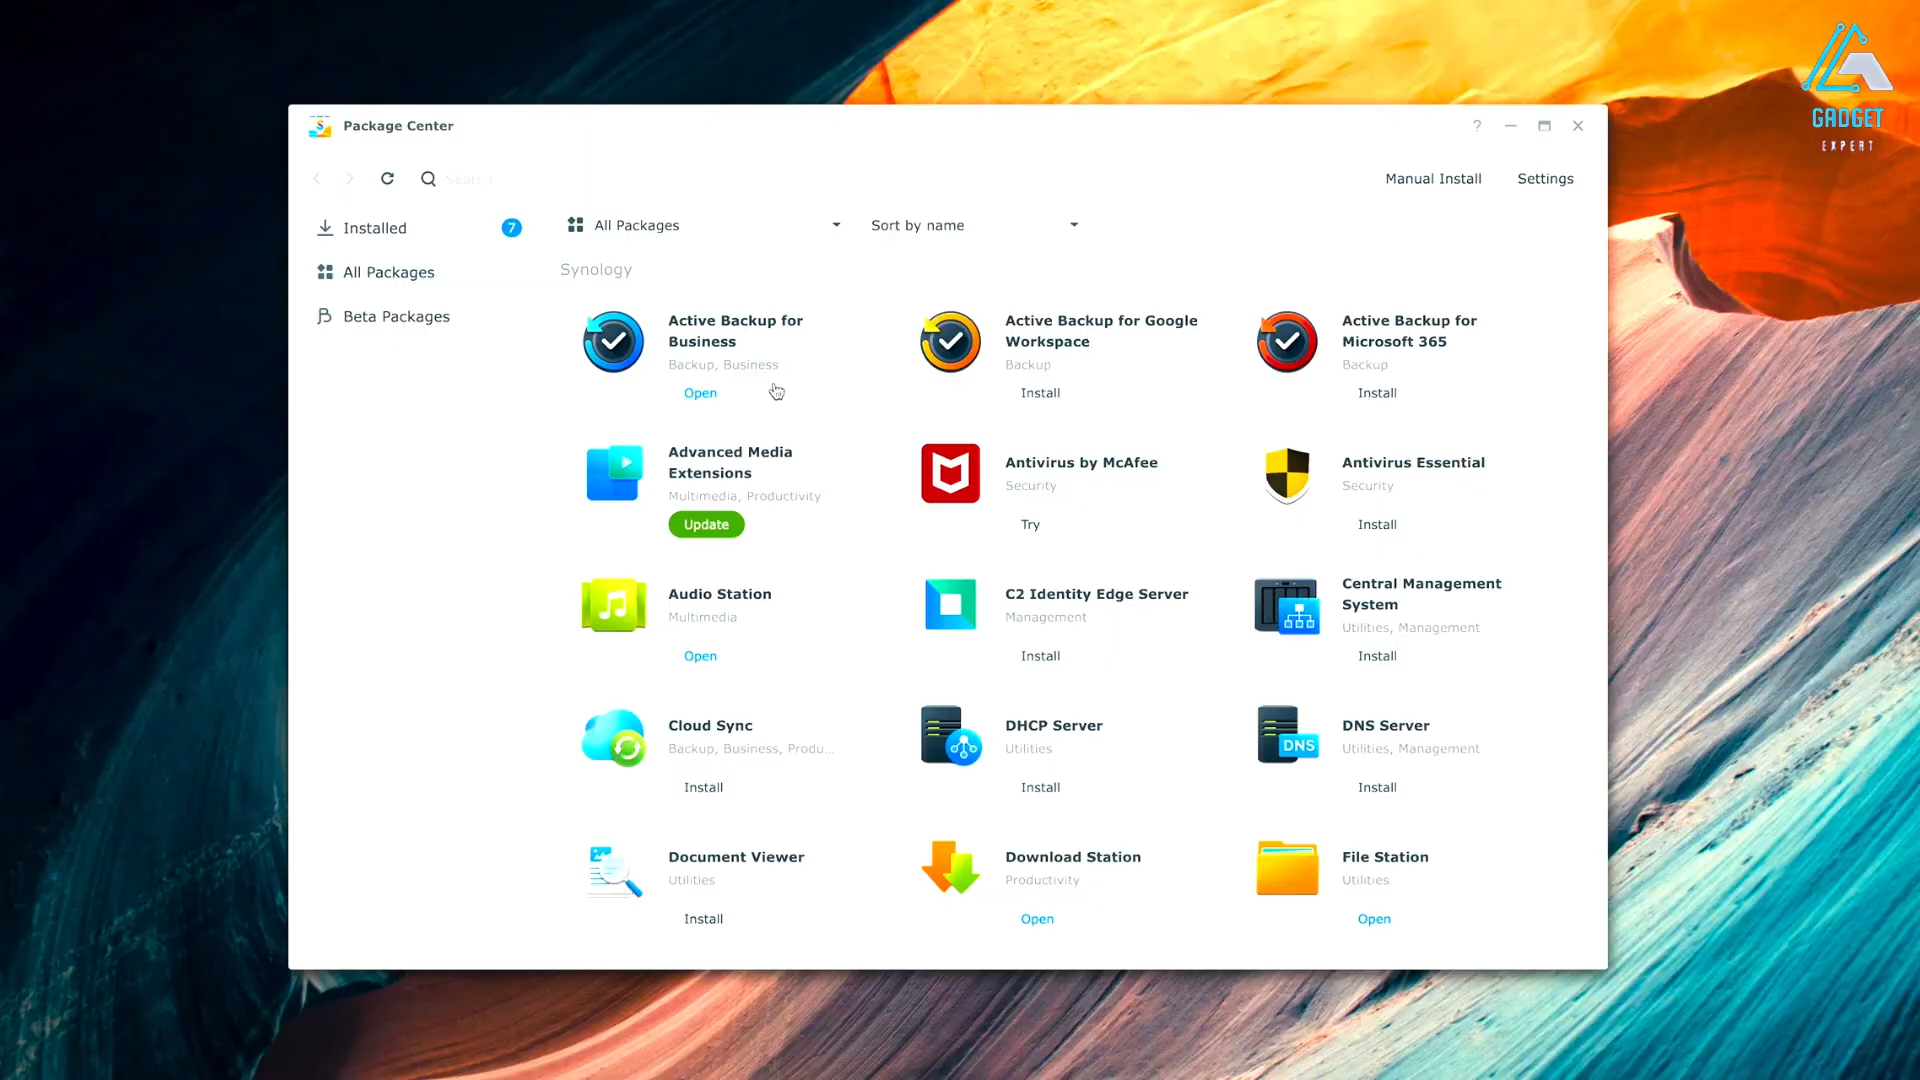 GADGET
EXPERT
Package Center
?
Search
Manual Install
Settings
Installed
7
All Packages
Beta Packages
All Packages
Sort by name
Synology
Active Backup for
Business
Backup, Business
Open
Active Backup for Google
Workspace
Backup
Install
Active Backup for
Microsoft 365
Backup
Install
Advanced Media
Extensions
Multimedia, Productivity
Update
Antivirus by McAfee
Security
Try
Antivirus Essential
Security
Install
Audio Station
Multimedia
Open
C2 Identity Edge Server
Management
Install
Central Management
System
Utilities, Management
Install
Cloud Sync
Backup, Business, Produ...
Install
DHCP Server
Utilities
Install
DNS
DNS Server
Utilities, Management
Install
Document Viewer
Utilities
Install
Download Station
Productivity
Open
File Station
Utilities
Open